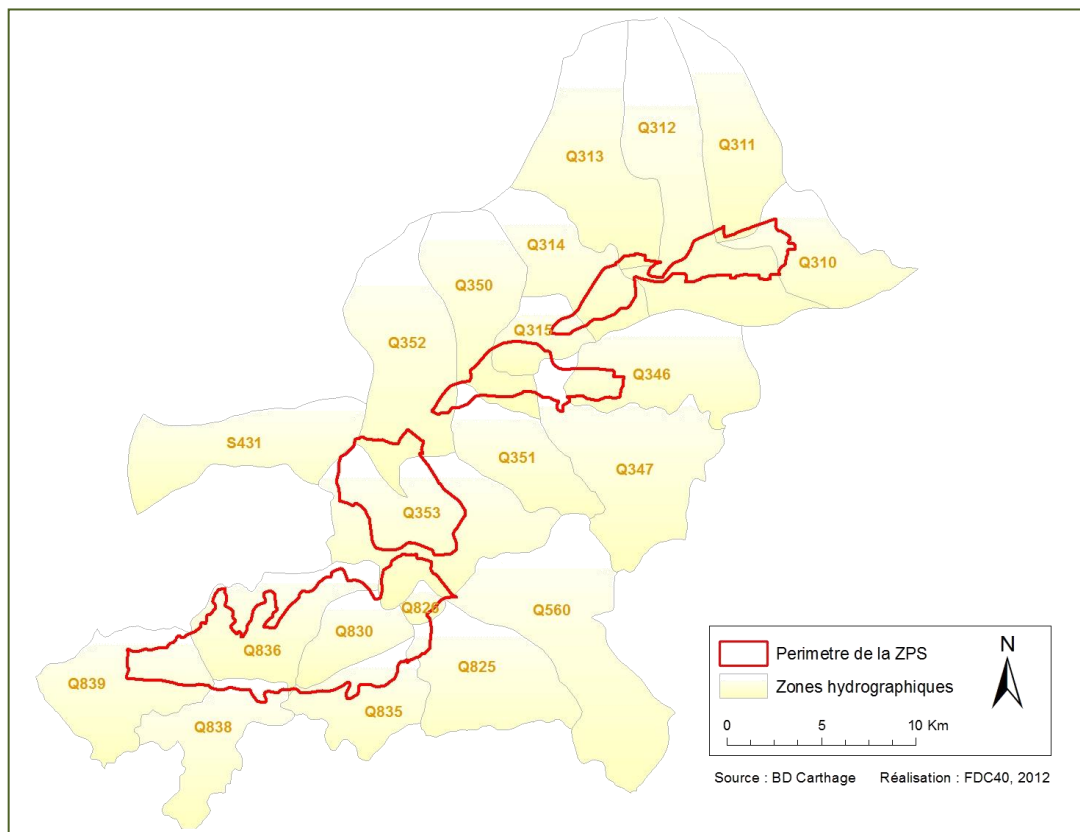 Q312
Q311
Q313
Q314
Q310
Q350
Q315
Q352
Q346
S431
Q351
Q347
Q353
Q560
Q830
Q836
Q825
Q839
Q835
Q838
Perimetre de la ZPS
Zones hydrographiques
N
0 5 10 Km
Source : BD Carthage Réalisation : FDC40, 2012